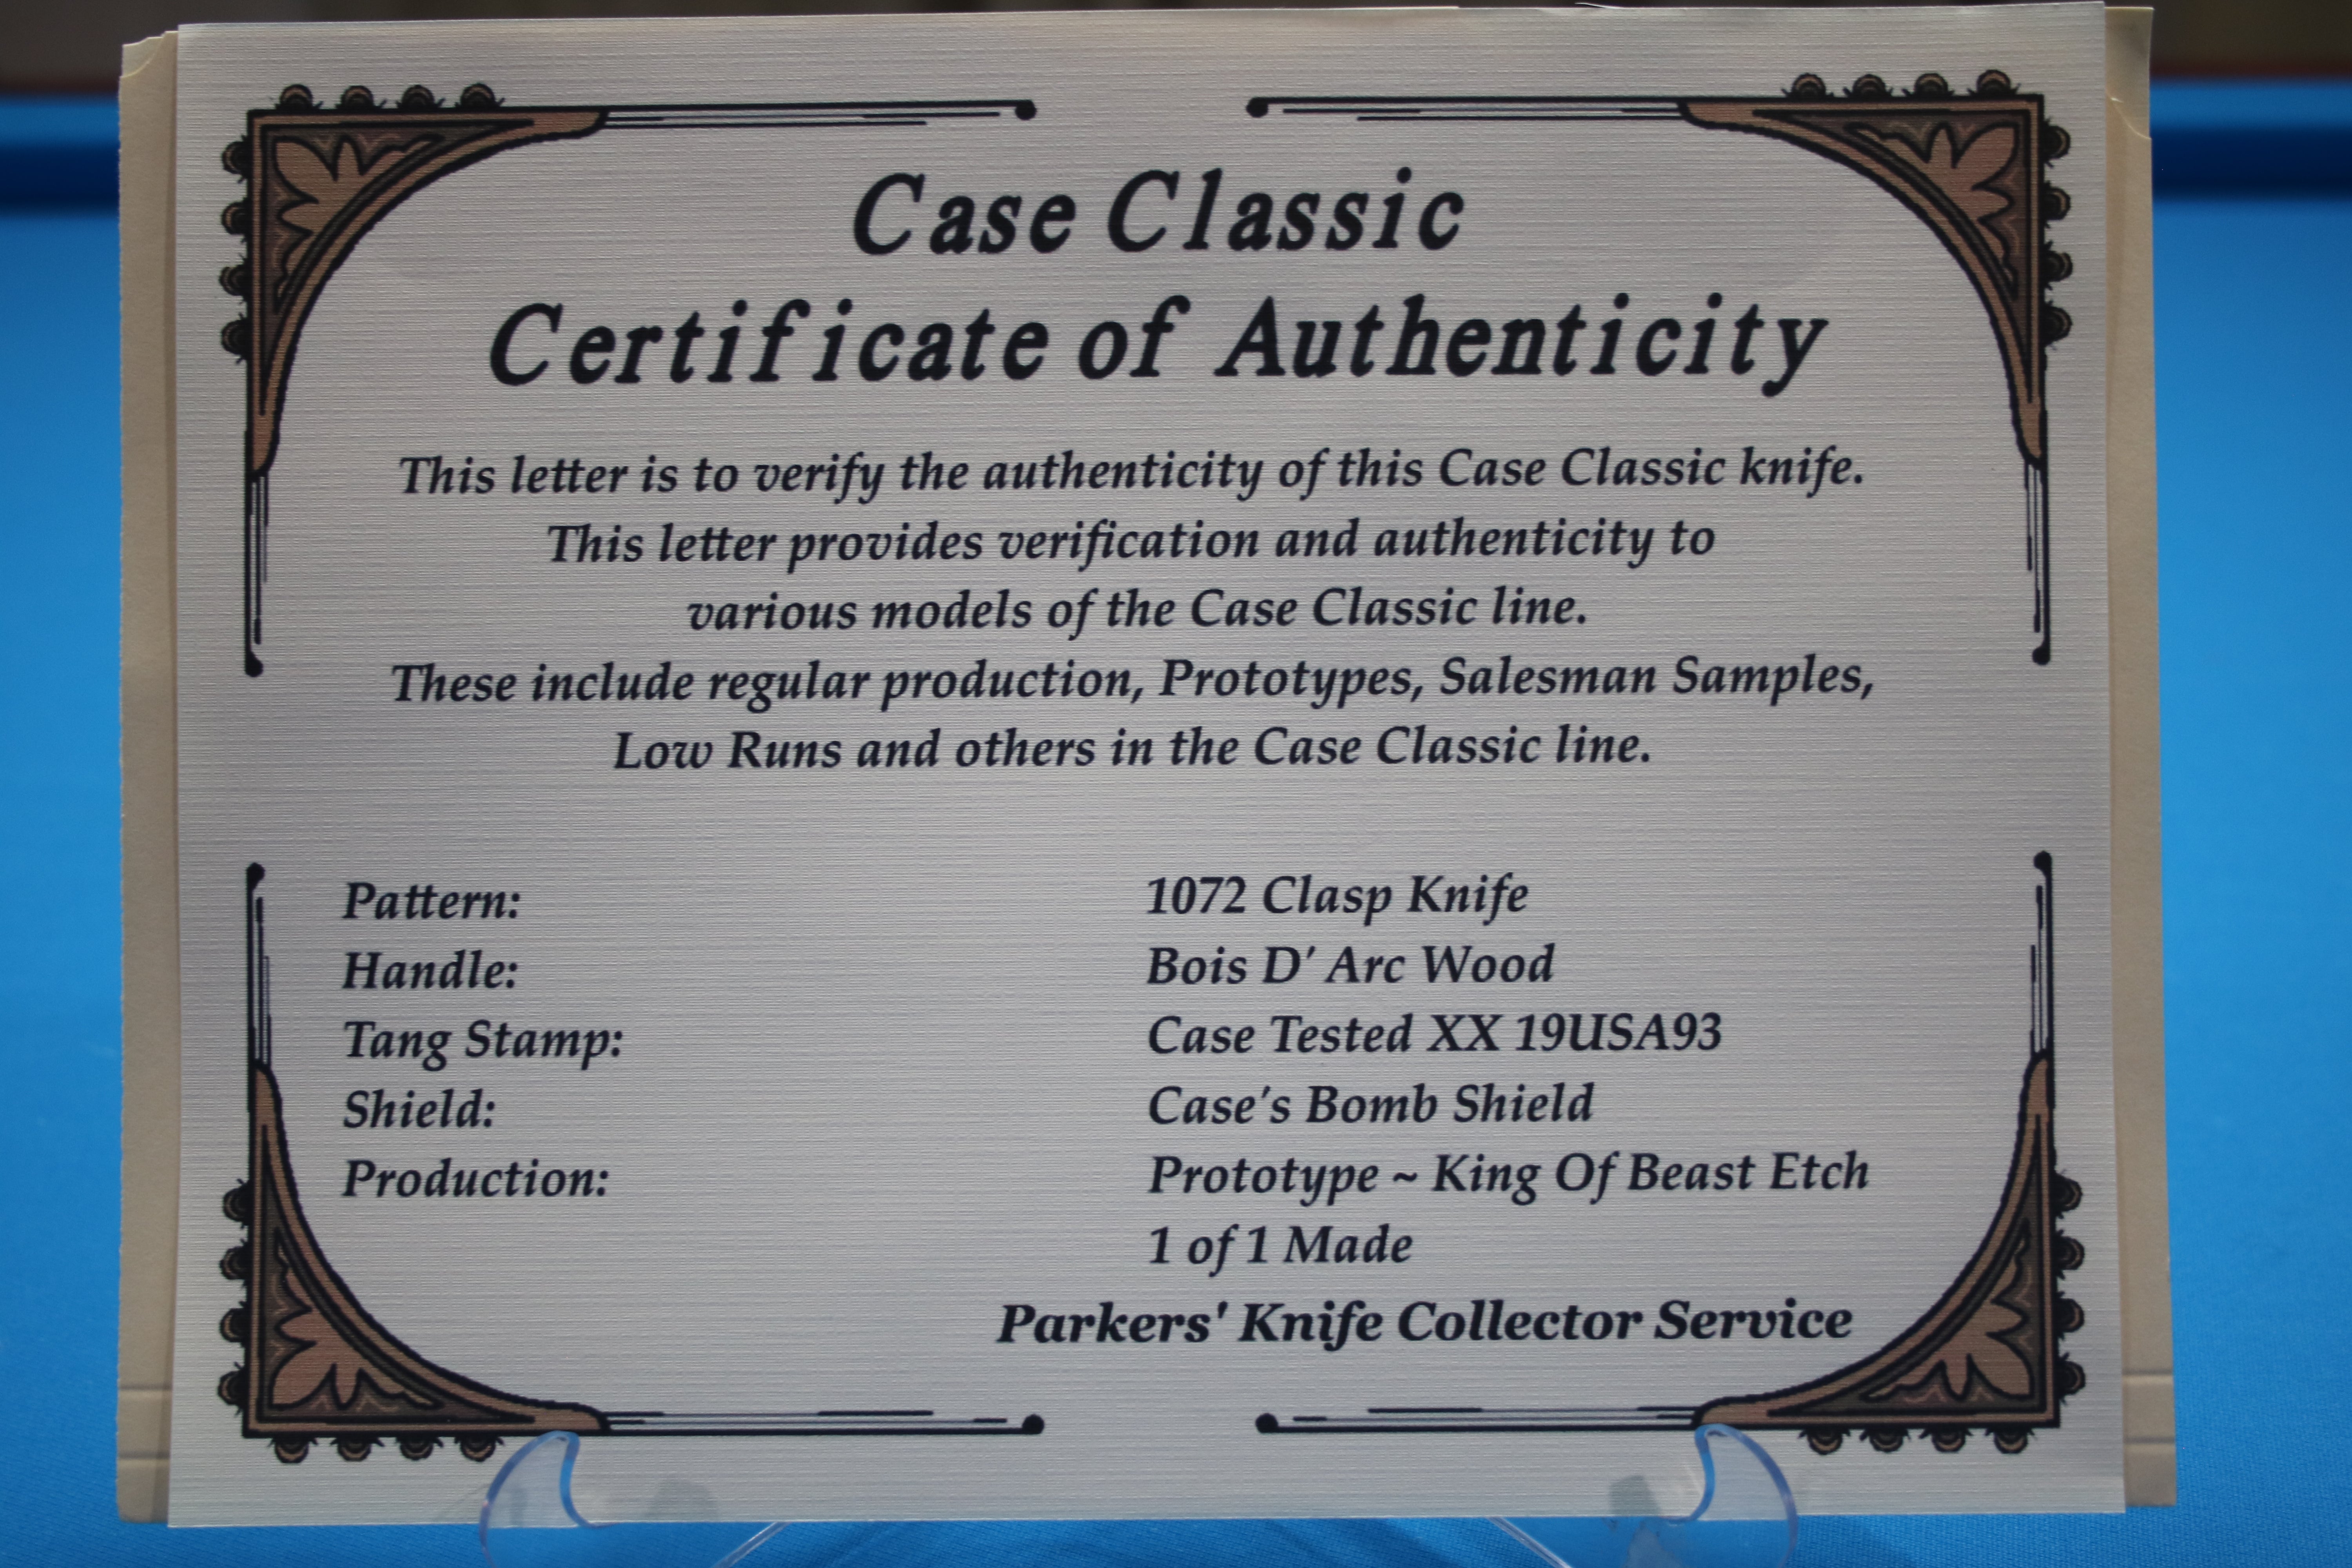 Case Classic
Certificate of Authenticity
This letter is to verify the authenticity of this Case Classic knife.
This letter provides verification and authenticity to
various models of the Case Classic line.
These include regular production, Prototypes, Salesman Samples,
Low Runs and others in the Case Classic line.
Pattern: 1072 Clasp Knife
Handle: Bois D' Arc Wood
Tang Stamp: Case Tested XX 19USA93
Shield: Case's Bomb Shield
Production: Prototype ~ King Of Beast Etch
1 of 1 Made
Parkers' Knife Collector Service